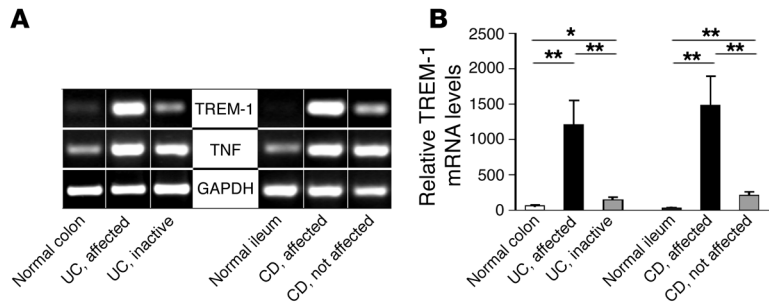 A
TREM-1
TNF
GAPDH
Normal colon
UC, affected
UC, inactive
Normal ileum
CD, affected
CD, not affected
B
Relative TREM-1
mRNA levels
2500
2000
1500
1000
500
0
*
**
**
**
**
**
Normal colon
UC, affected
UC, inactive
Normal ileum
CD, affected
CD, not affected